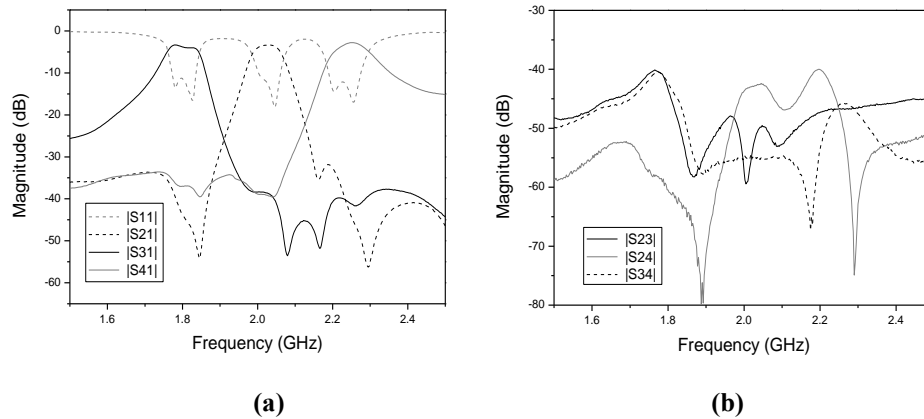 0
-10
-20
-30
-40
-50
-60
Magnitude (dB)
|S11|
|S21|
|S31|
|S41|
1.6 1.8 2.0 2.2 2.4
Frequency (GHz)
(a)
-30
-40
-50
-60
-70
-80
Magnitude (dB)
|S23|
|S24|
|S34|
1.6 1.8 2.0 2.2 2.4
Frequency (GHz)
(b)